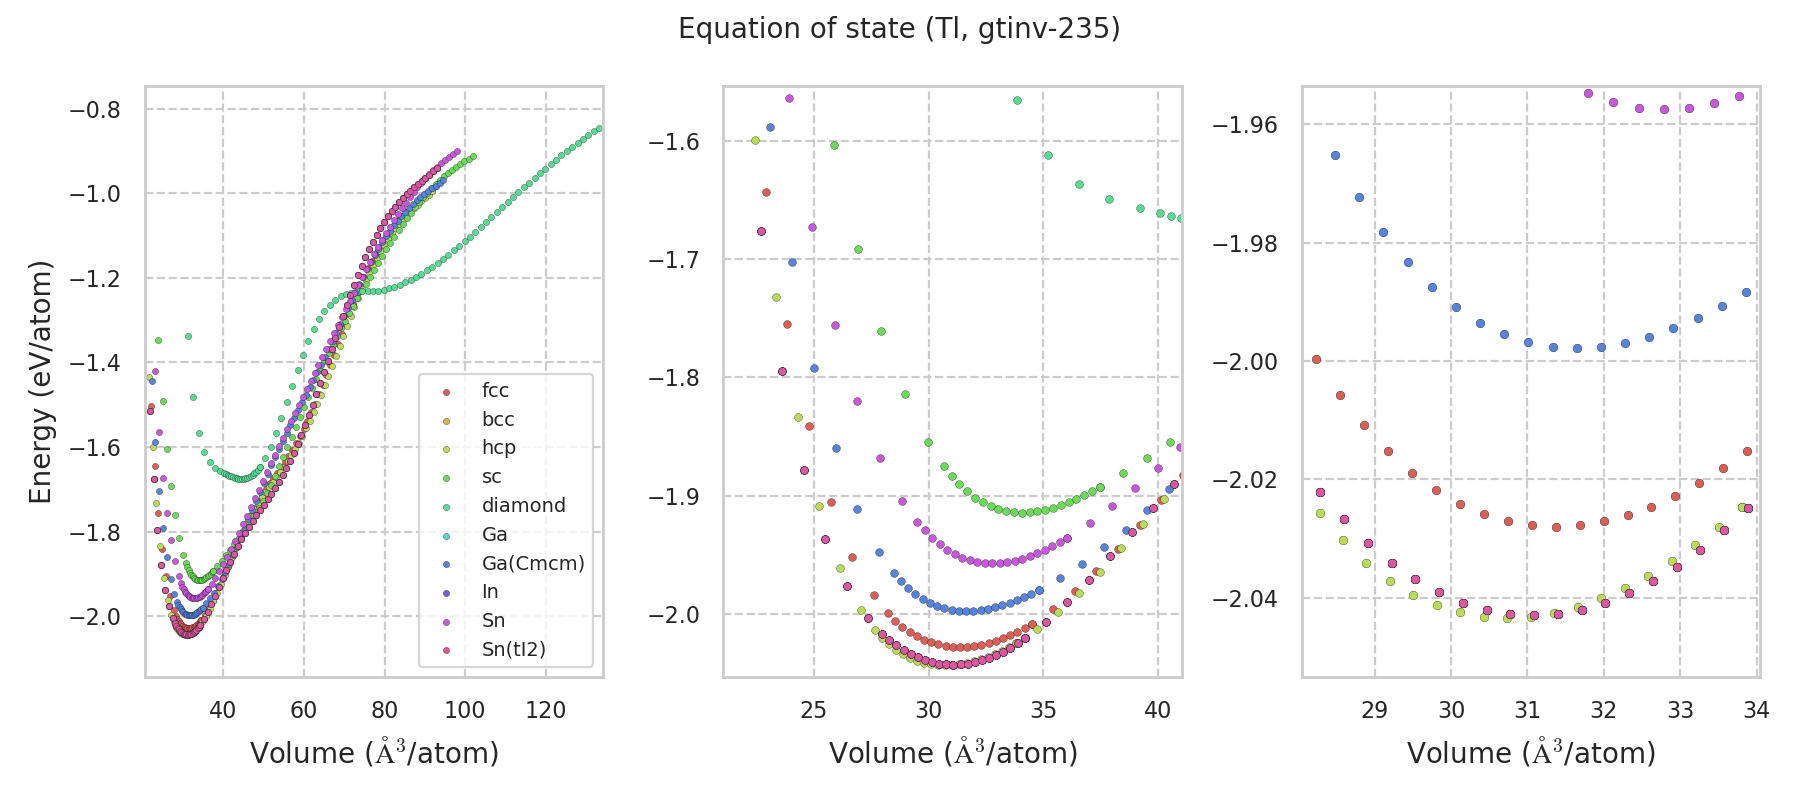 Equation of state (Tl, gtinv-235)
Energy (eV/atom)
−0.8
−1.0
−1.2
−1.4
−1.6
−1.8
−2.0
40 60 80 100 120
Volume (Å³/atom)
fcc
bcc
hcp
sc
diamond
Ga
Ga(Cmcm)
In
Sn
Sn(tI2)
−1.6
−1.7
−1.8
−1.9
−2.0
25 30 35 40
Volume (Å³/atom)
−1.96
−1.98
−2.00
−2.02
−2.04
29 30 31 32 33 34
Volume (Å³/atom)